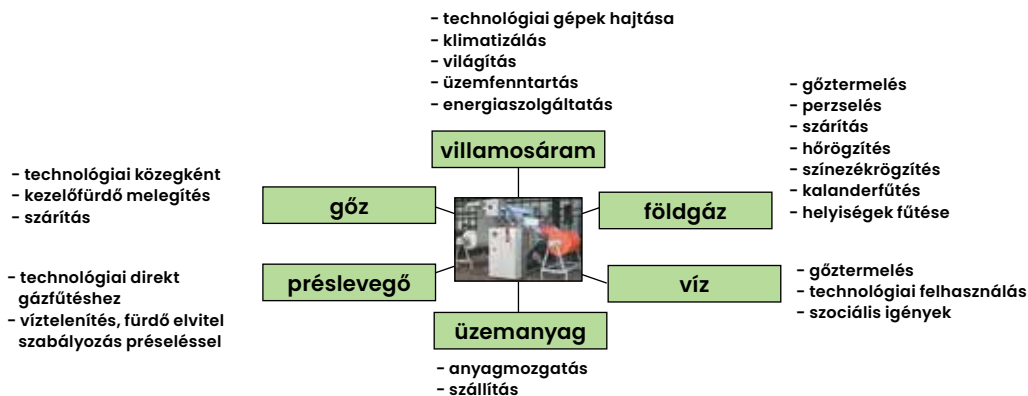 - technológiai gépek hajtása
- klimatizálás
- világítás
- üzemfenntartás
- energiaszolgáltatás
villamosáram
- gőztermelés
- perzselés
- szárítás
- hőrögzítés
- színezékrögzítés
- kalanderfűtés
- helyiségek fűtése
földgáz
- technológiai közegként
- kezelőfürdő melegítés
- szárítás
gőz
- technológiai direkt
gázfűtéshez
- víztelenítés, fürdő elvitel
szabályozás préseléssel
préslevegő
víz
- gőztermelés
- technológiai felhasználás
- szociális igények
üzemanyag
- anyagmozgatás
- szállítás